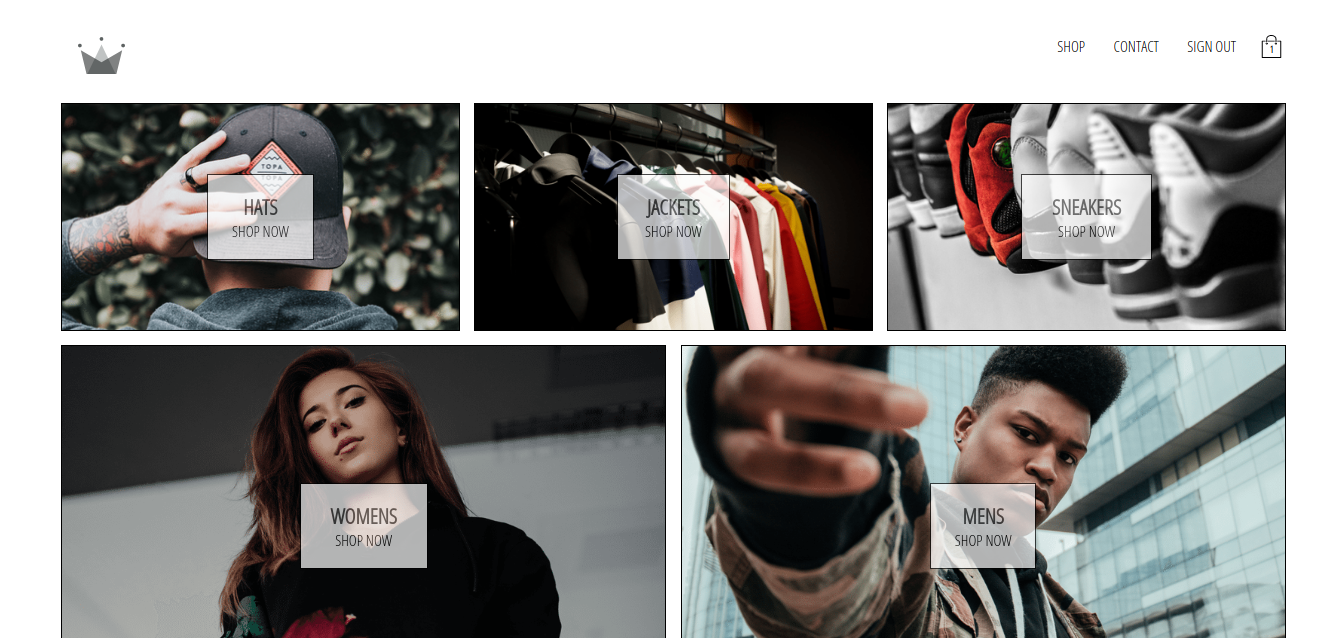 SHOP
CONTACT
SIGN OUT
1
TOPA
TOPA
HATS
SHOP NOW
JACKETS
SHOP NOW
SNEAKERS
SHOP NOW
WOMENS
SHOP NOW
MENS
SHOP NOW